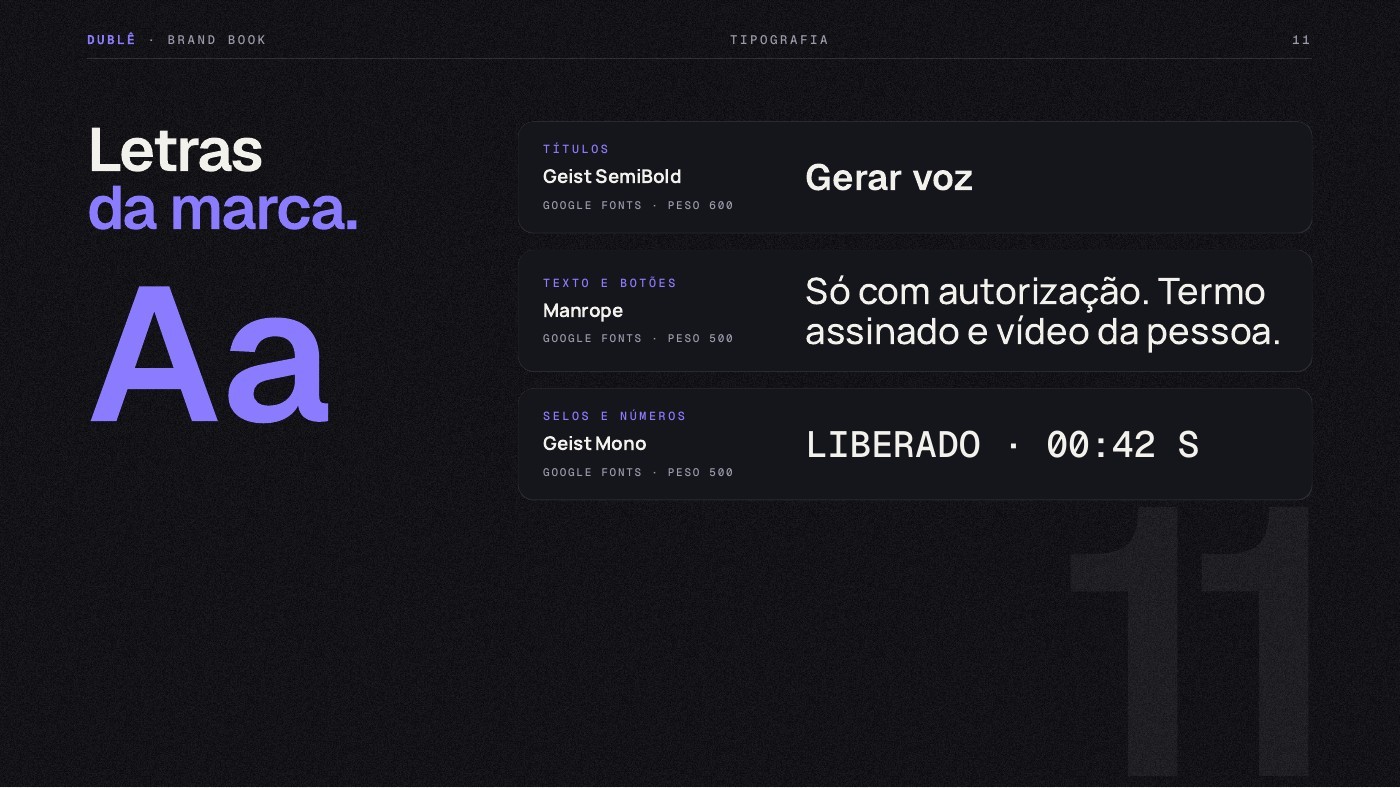 DUBLÊ · BRAND BOOK
TIPOGRAFIA
11
Letras
da marca.
Aa
TÍTULOS
Geist SemiBold
GOOGLE FONTS · PESO 600
Gerar voz
TEXTO E BOTÕES
Manrope
GOOGLE FONTS · PESO 500
Só com autorização. Termo
assinado e vídeo da pessoa.
SELOS E NÚMEROS
Geist Mono
GOOGLE FONTS · PESO 500
LIBERADO · 00:42 S
11